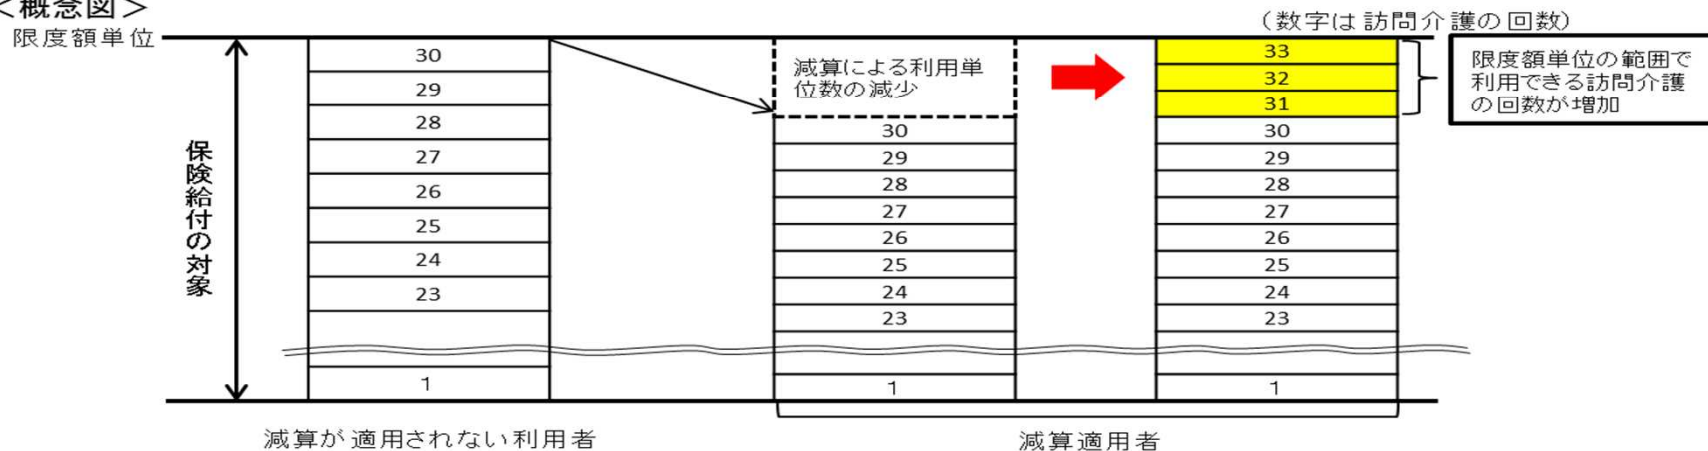 ＜概念図＞
（数字は訪問介護の回数）
限度額単位
保険給付の対象
30
29
28
27
26
25
24
23
1
減算による利用単
位数の減少
30
29
28
27
26
25
24
23
1
33
32
31
30
29
28
27
26
25
24
23
1
限度額単位の範囲で
利用できる訪問介護
の回数が増加
減算が適用されない利用者
減算適用者